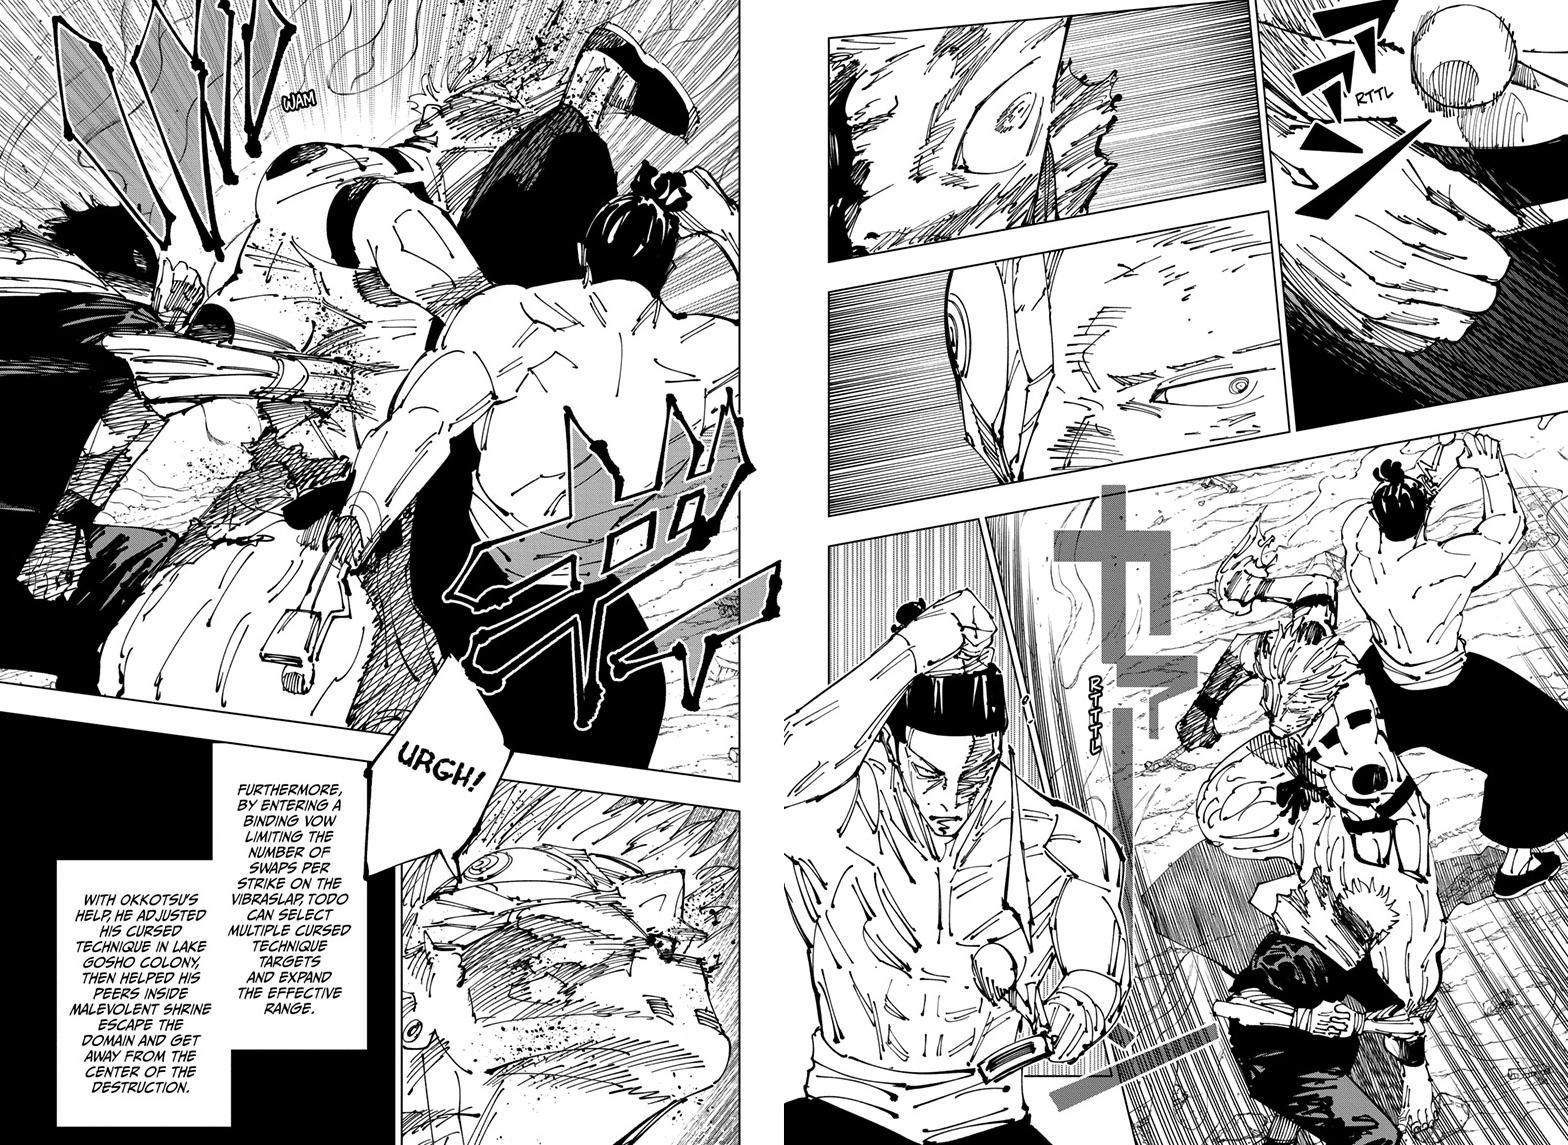 RTTL
RTTTL
WAM
URGH!
FURTHERMORE,
BY ENTERING A
BINDING VOW
LIMITING THE
NUMBER OF
SWAPS PER
STRIKE ON THE
VIBRASLAP, TODO
CAN SELECT
MULTIPLE CURSED
TECHNIQUE
TARGETS
AND EXPAND
THE EFFECTIVE
RANGE.
WITH OKKOTSU'S
HELP, HE ADJUSTED
HIS CURSED
TECHNIQUE IN LAKE
GOSHO COLONY,
THEN HELPED HIS
PEERS INSIDE
MALEVOLENT SHRINE
ESCAPE THE
DOMAIN AND GET
AWAY FROM THE
CENTER OF THE
DESTRUCTION.